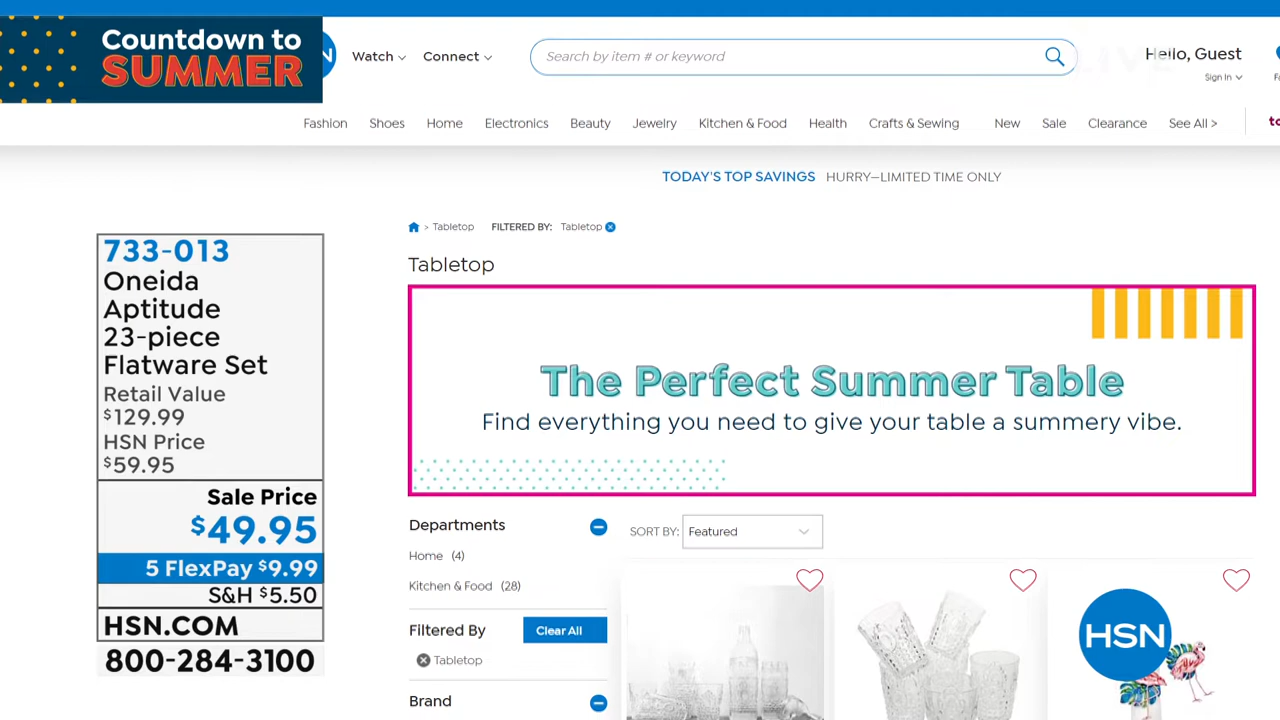 Countdown to
SUMMER
Watch
Connect
Search by item # or keyword
LIVE
Hello, Guest
Sign In
Fashion
Shoes
Home
Electronics
Beauty
Jewelry
Kitchen & Food
Health
Crafts & Sewing
New
Sale
Clearance
See All >
TODAY'S TOP SAVINGS HURRY—LIMITED TIME ONLY
> Tabletop FILTERED BY: Tabletop
Tabletop
733-013
Oneida
Aptitude
23-piece
Flatware Set
Retail Value
$129.99
HSN Price
$59.95
Sale Price
$49.95
5 FlexPay $9.99
S&H $5.50
HSN.COM
800-284-3100
The Perfect Summer Table
Find everything you need to give your table a summery vibe.
Departments
Home (4)
Kitchen & Food (28)
Filtered By Clear All
Tabletop
Brand
SORT BY: Featured
HSN